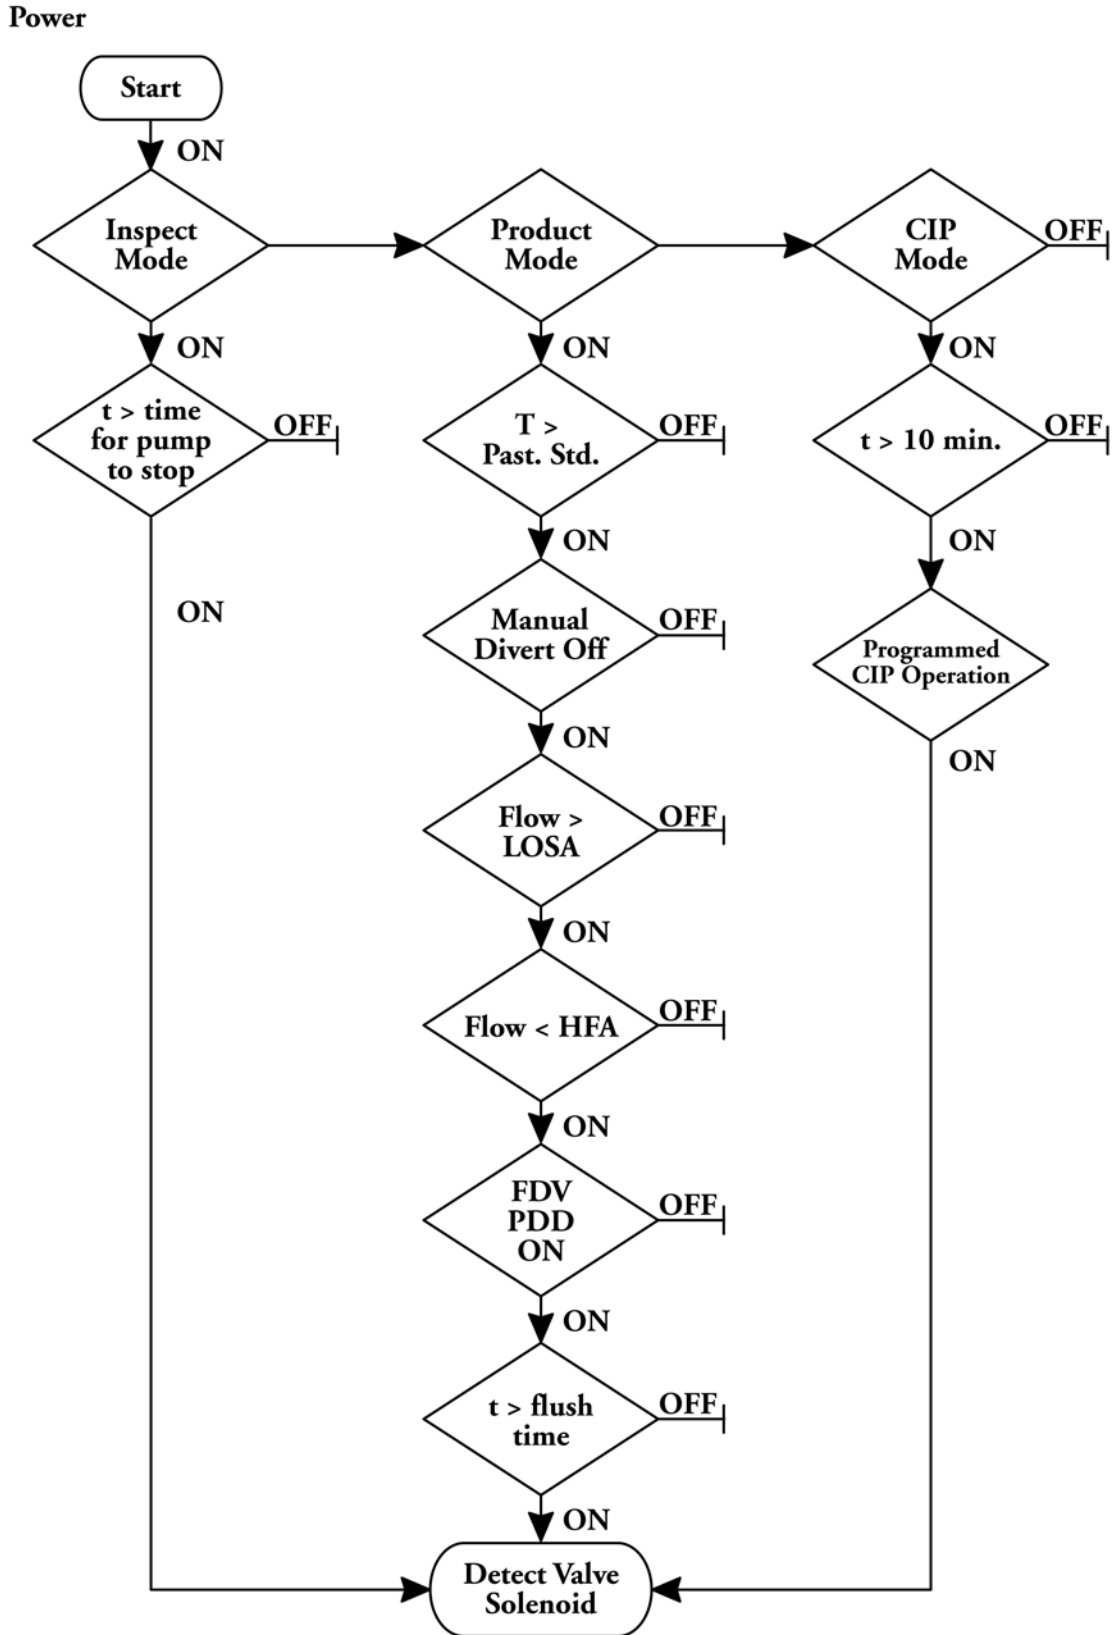 Power
Start
ON
Inspect
Mode
Product
Mode
CIP
Mode
OFF
ON
ON
ON
t > time
for pump
to stop
OFF
T >
Past. Std.
OFF
t > 10 min.
OFF
ON
ON
ON
Manual
Divert Off
OFF
Programmed
CIP Operation
ON
ON
Flow >
LOSA
OFF
ON
Flow < HFA
OFF
ON
FDV
PDD
ON
OFF
ON
t > flush
time
OFF
ON
Detect Valve
Solenoid